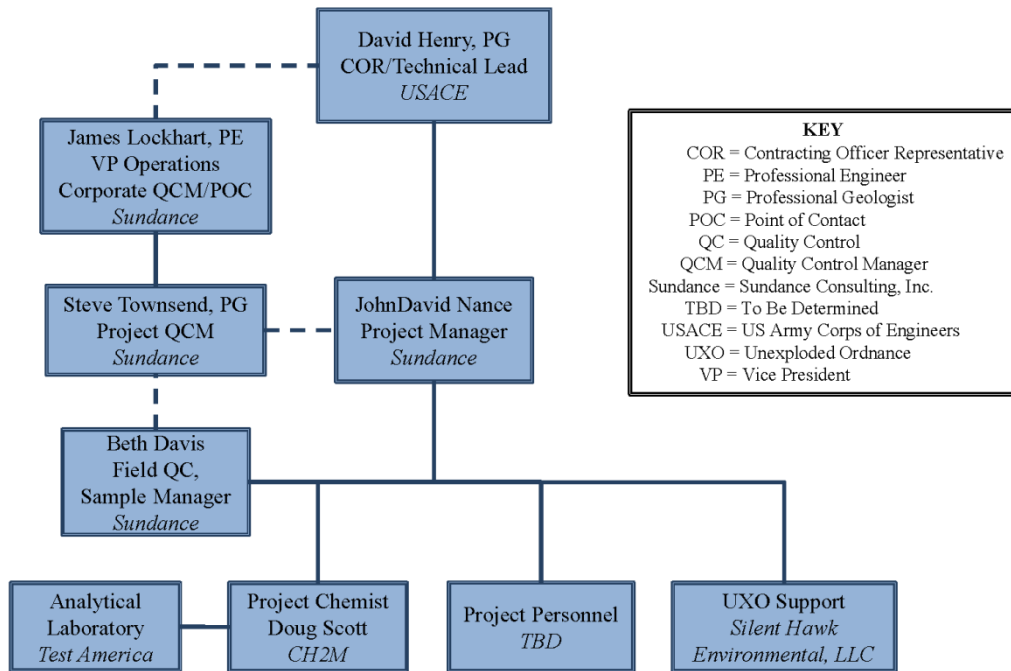 David Henry, PG
COR/Technical Lead
USACE
James Lockhart, PE
VP Operations
Corporate QCM/POC
Sundance
Steve Townsend, PG
Project QCM
Sundance
JohnDavid Nance
Project Manager
Sundance
Beth Davis
Field QC,
Sample Manager
Sundance
Analytical
Laboratory
Test America
Project Chemist
Doug Scott
CH2M
Project Personnel
TBD
UXO Support
Silent Hawk
Environmental, LLC
KEY
COR = Contracting Officer Representative
PE = Professional Engineer
PG = Professional Geologist
POC = Point of Contact
QC = Quality Control
QCM = Quality Control Manager
Sundance = Sundance Consulting, Inc.
TBD = To Be Determined
USACE = US Army Corps of Engineers
UXO = Unexploded Ordnance
VP = Vice President